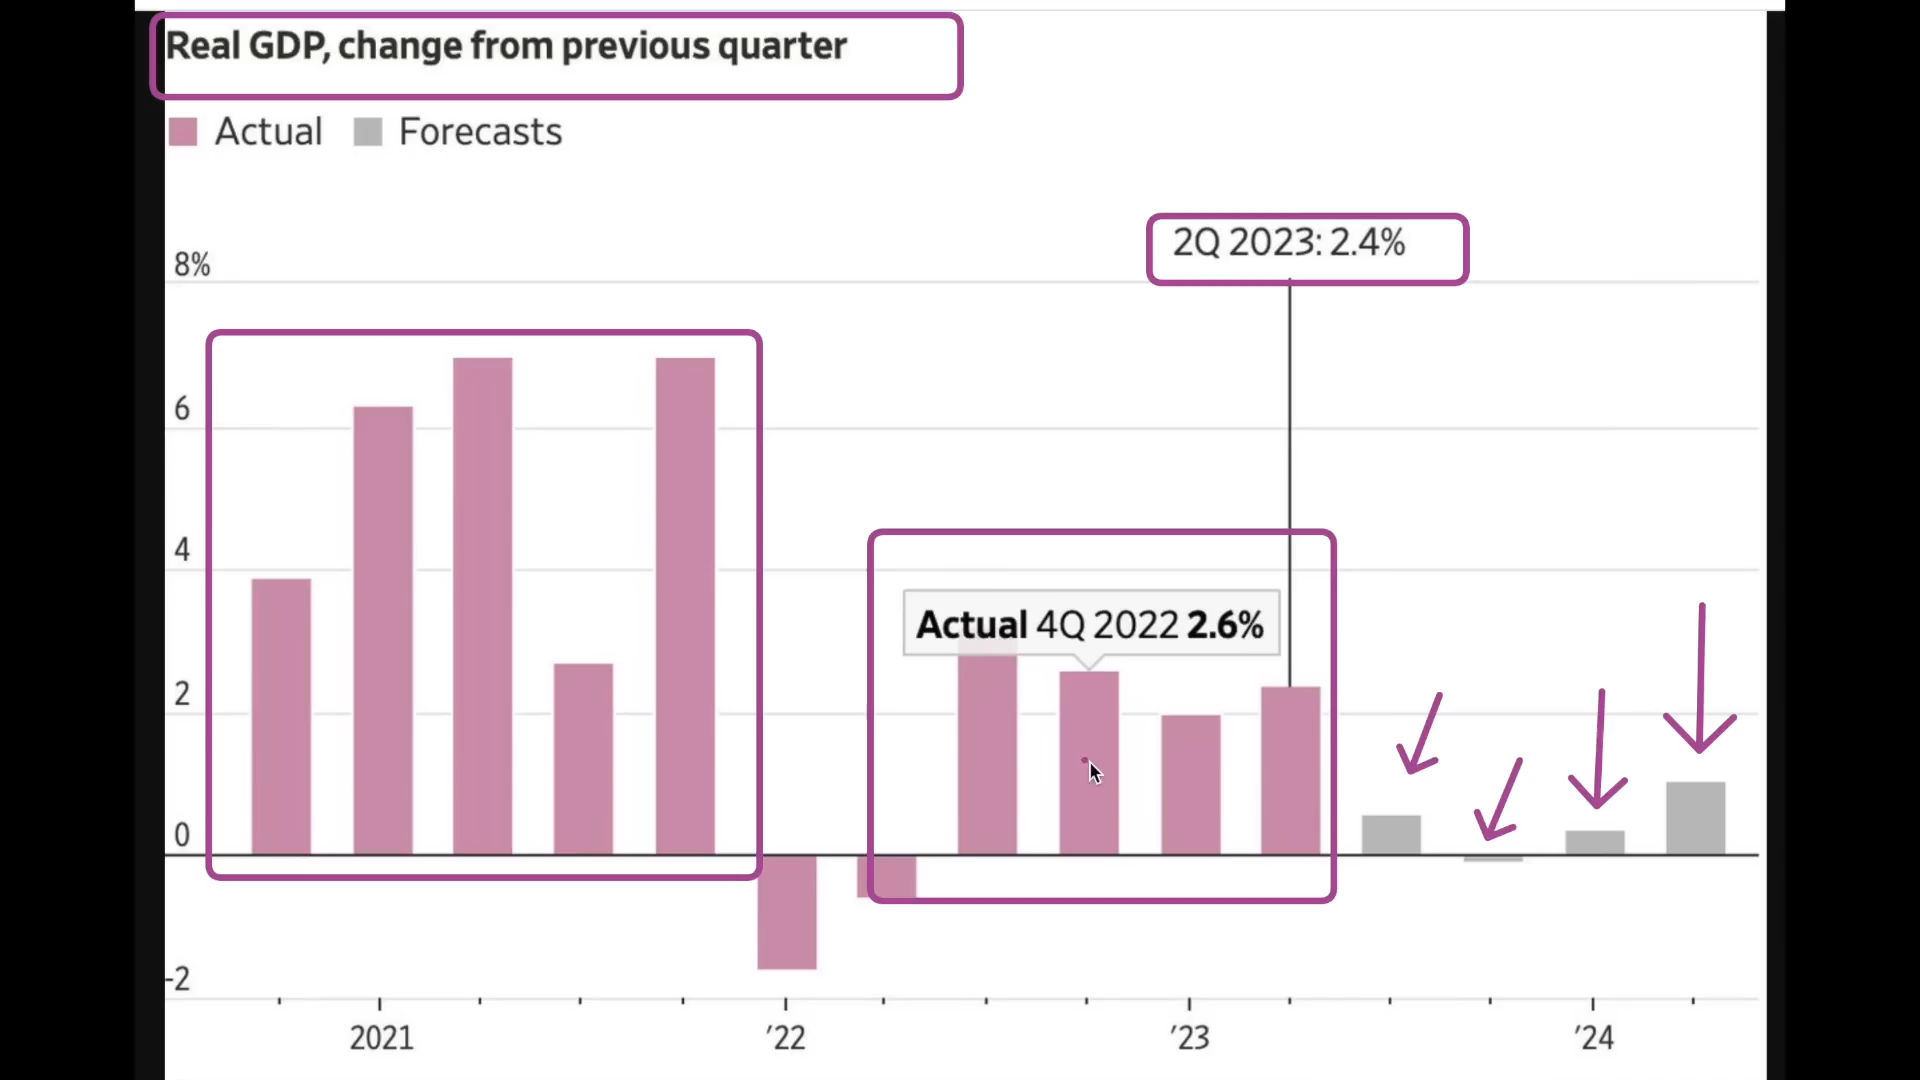 Real GDP, change from previous quarter
Actual Forecasts
2Q 2023: 2.4%
8%
6
4
Actual 4Q 2022 2.6%
2
0
-2
2021 ’22 ’23 ’24